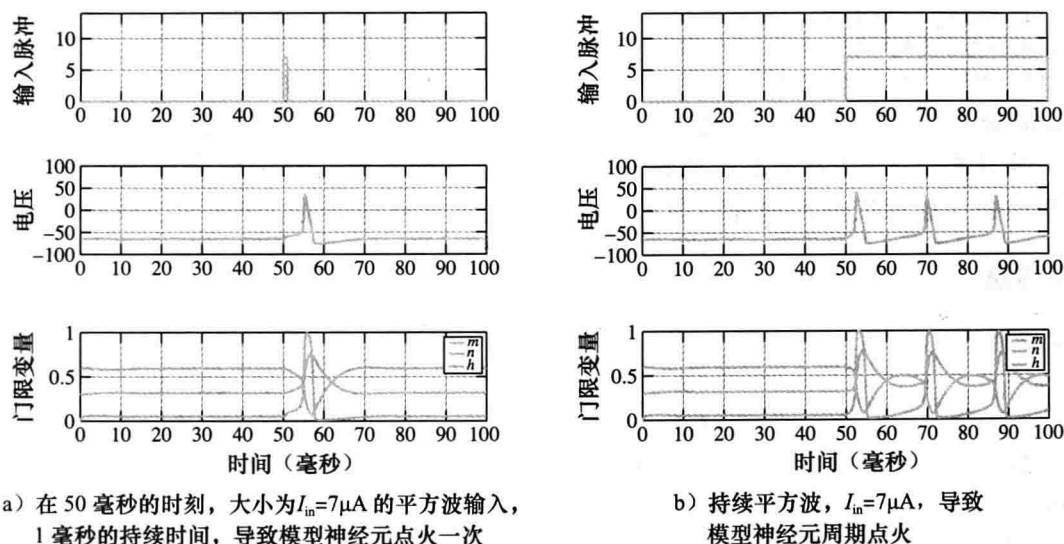 输入脉冲
10
5
0
0 10 20 30 40 50 60 70 80 90 100
电压
100
50
0
−50
−100
0 10 20 30 40 50 60 70 80 90 100
门限变量
1
0.5
0
m
n
h
0 10 20 30 40 50 60 70 80 90 100
时间（毫秒）
a）在 50 毫秒的时刻，大小为Iin=7μA 的平方波输入，
1 毫秒的持续时间，导致模型神经元点火一次
输入脉冲
10
5
0
0 10 20 30 40 50 60 70 80 90 100
电压
100
50
0
−50
−100
0 10 20 30 40 50 60 70 80 90 100
门限变量
1
0.5
0
m
n
h
0 10 20 30 40 50 60 70 80 90 100
时间（毫秒）
b）持续平方波，Iin=7μA，导致
模型神经元周期点火